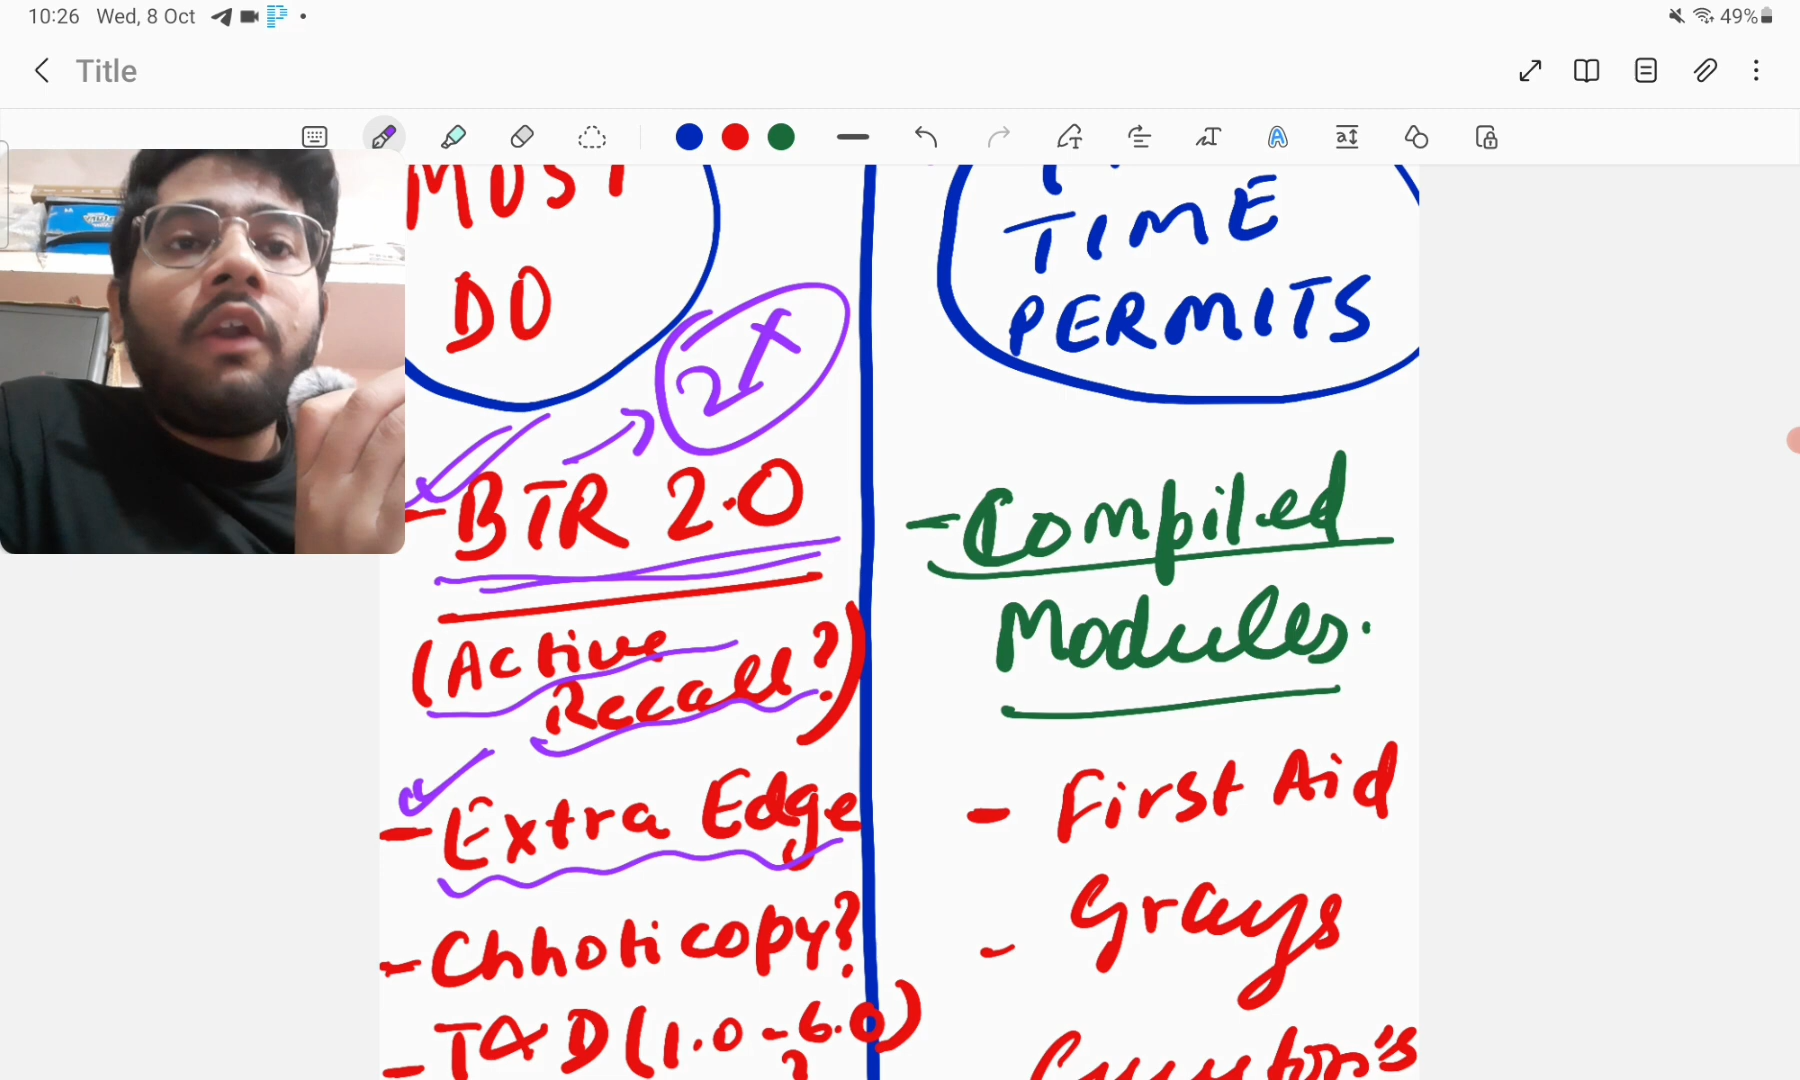 10:26 Wed, 8 Oct
49%
Title
MUST
DO
2X
- BTR 2.0
(Active
Recall?)
- Extra Edge
- Chhoti copy?
- T&D (1.0 - 6.0)
?
TIME
PERMITS
- Compiled
Modules.
- First Aid
- Grays